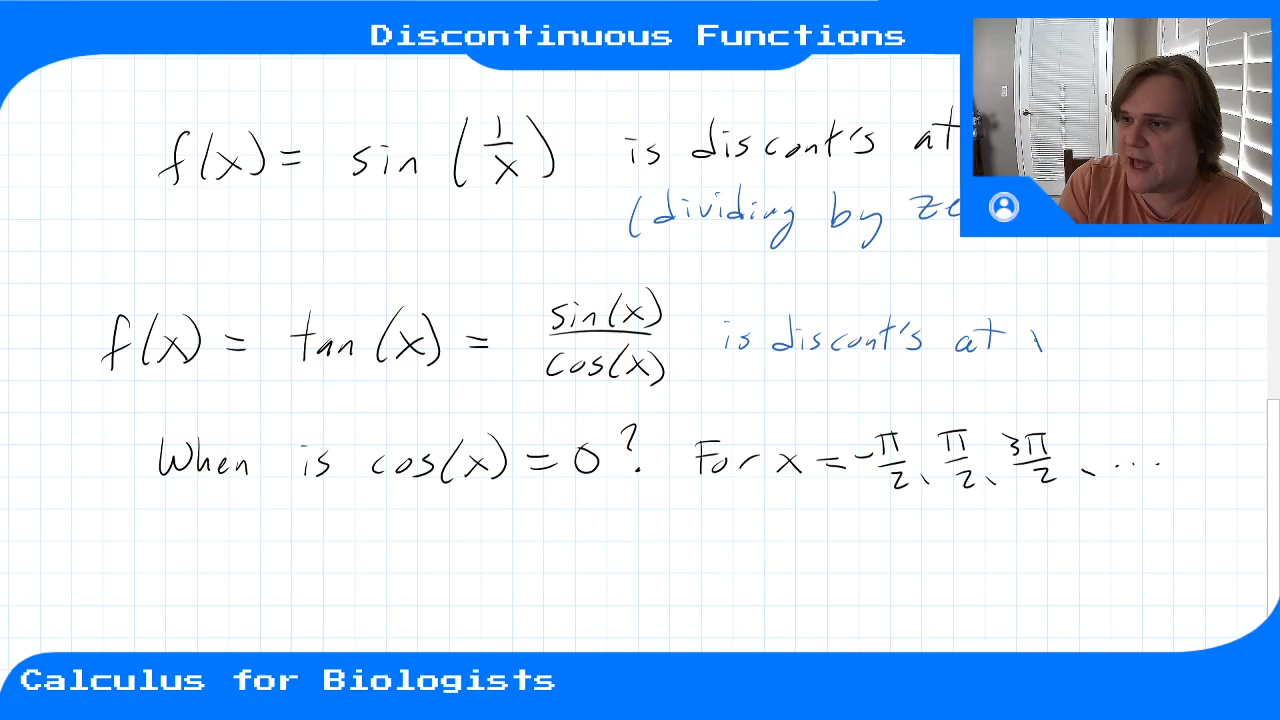 Discontinuous Functions
f(x) = sin (1/x) is discont's at
(dividing by
f(x) = tan (x) = sin(x)/cos(x) is discont's at
When is cos(x) = 0? For x = -π/2, π/2, 3π/2, ...
Calculus for Biologists